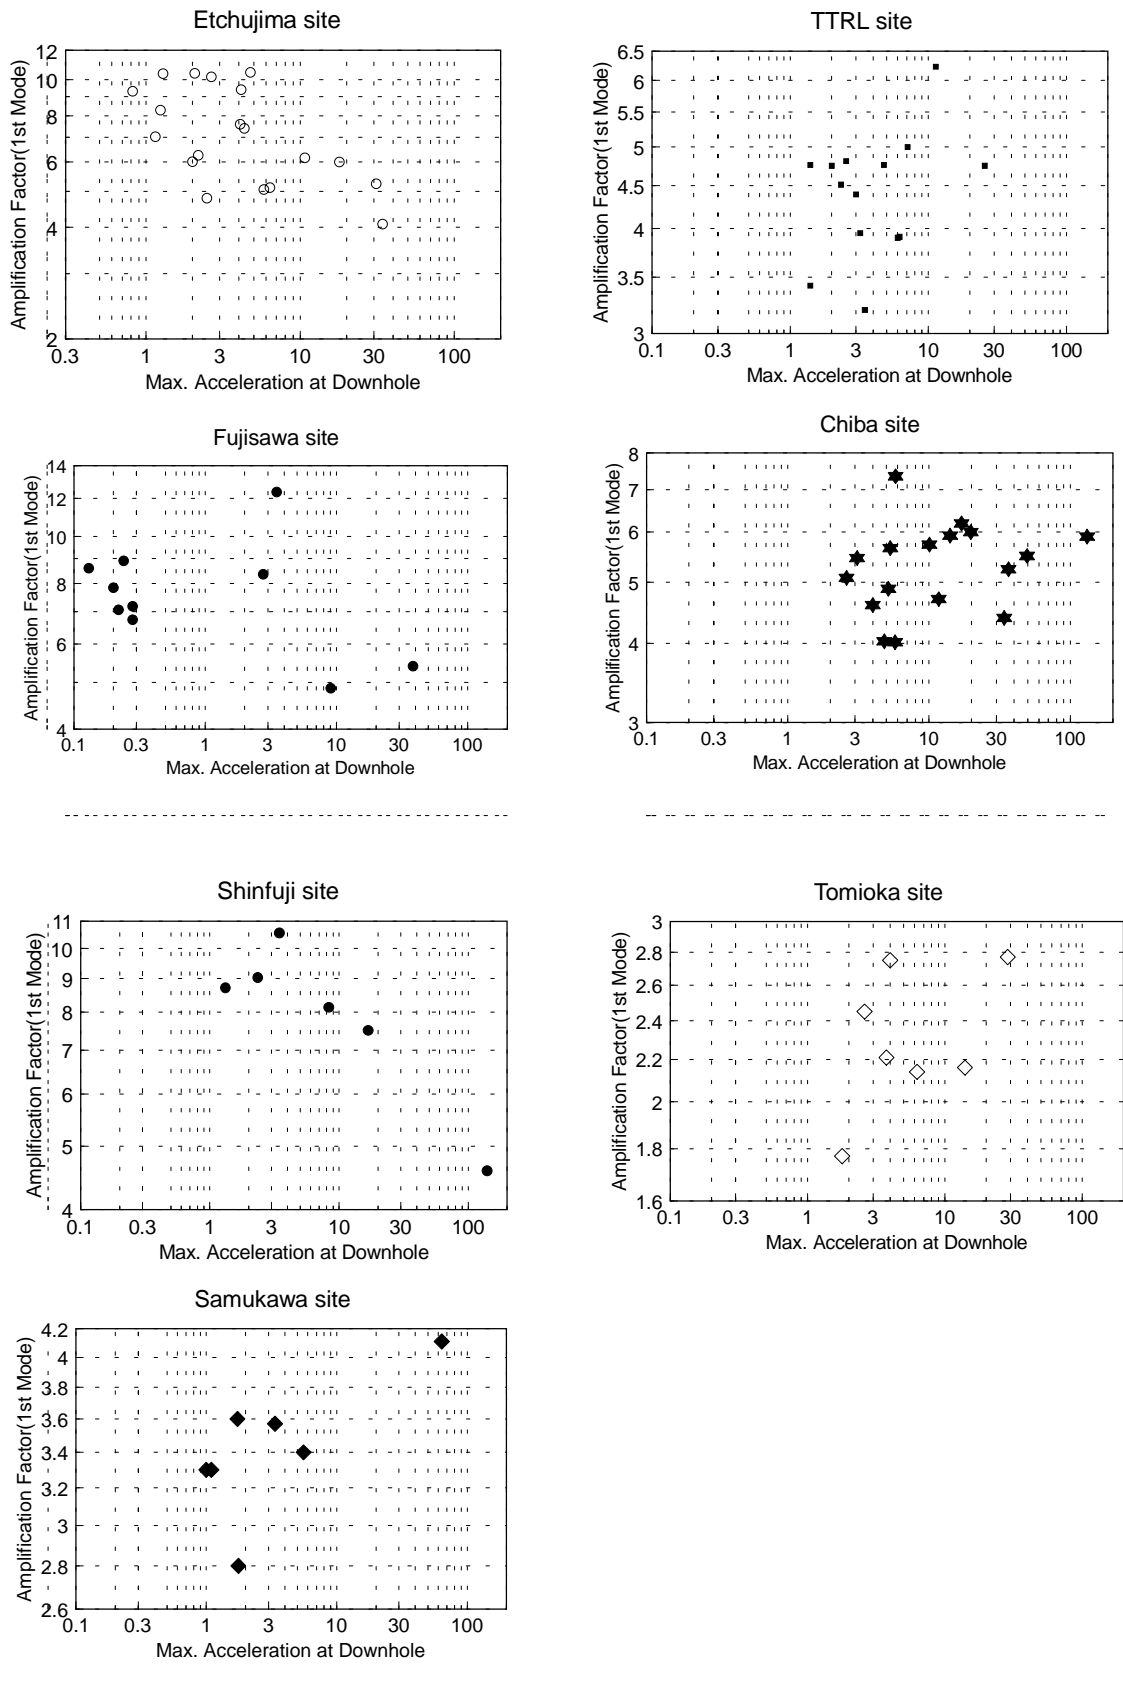 Etchujima site
Amplification Factor(1st Mode)
12
10
8
6
4
2
0.3 1 3 10 30 100
Max. Acceleration at Downhole
TTRL site
Amplification Factor(1st Mode)
6.5
6
5.5
5
4.5
4
3.5
3
0.1 0.3 1 3 10 30 100
Max. Acceleration at Downhole
Fujisawa site
Amplification Factor(1st Mode)
14
12
10
8
6
4
0.1 0.3 1 3 10 30 100
Max. Acceleration at Downhole
Chiba site
Amplification Factor(1st Mode)
8
7
6
5
4
3
0.1 0.3 1 3 10 30 100
Max. Acceleration at Downhole
Shinfuji site
Amplification Factor(1st Mode)
11
10
9
8
7
6
5
4
0.1 0.3 1 3 10 30 100
Max. Acceleration at Downhole
Tomioka site
Amplification Factor(1st Mode)
3
2.8
2.6
2.4
2.2
2
1.8
1.6
0.1 0.3 1 3 10 30 100
Max. Acceleration at Downhole
Samukawa site
Amplification Factor(1st Mode)
4.2
4
3.8
3.6
3.4
3.2
3
2.8
2.6
0.1 0.3 1 3 10 30 100
Max. Acceleration at Downhole